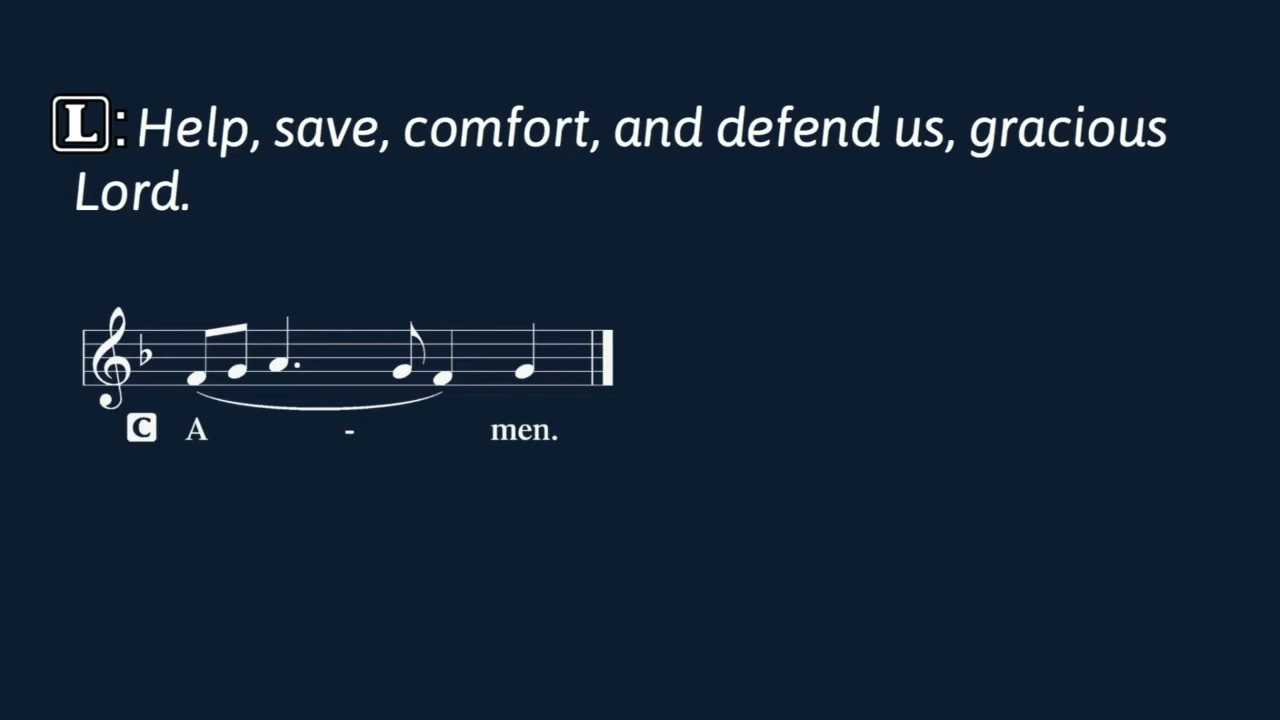 L: Help, save, comfort, and defend us, gracious
Lord.
C A - men.